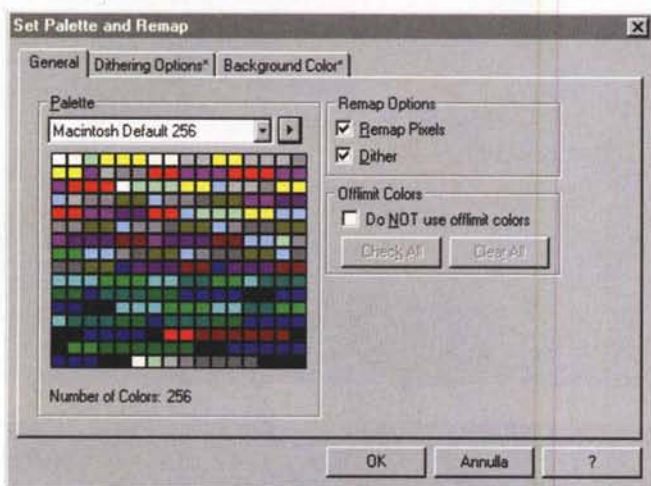 Set Palette and Remap
General Dithering Options* Background Color*
Palette
Macintosh Default 256
Number of Colors: 256
Remap Options
Remap Pixels
Dither
Offlimit Colors
Do NOT use offlimit colors
Check All Clear All
OK Annulla ?